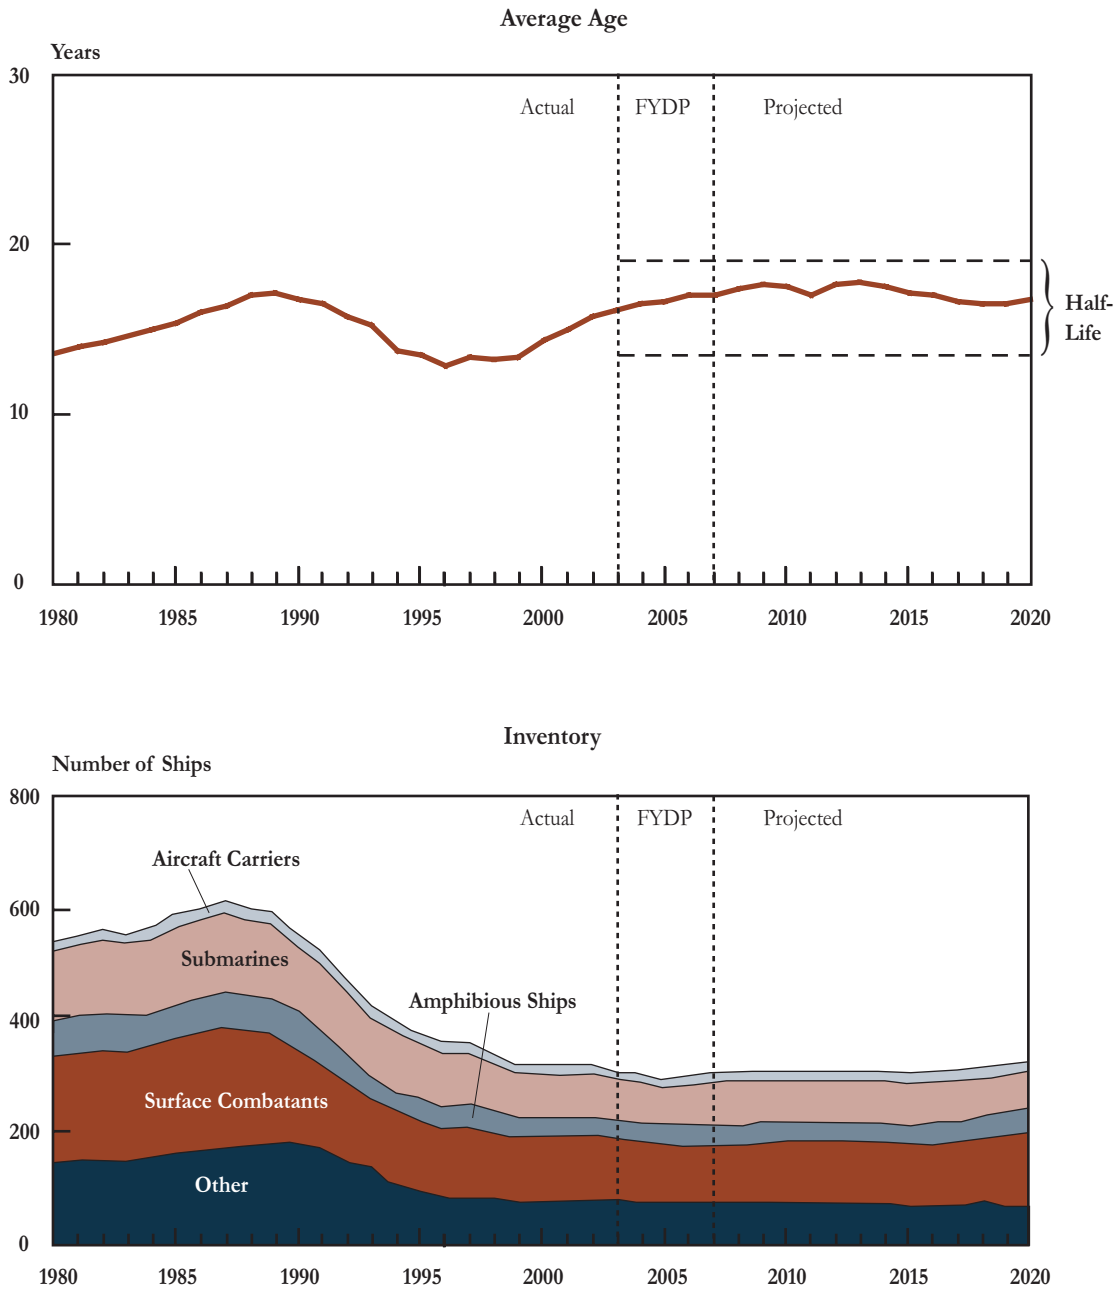 Average Age
Years
30
Actual
FYDP
Projected
20
Half-
Life
10
0
1980
1985
1990
1995
2000
2005
2010
2015
2020
Inventory
Number of Ships
800
Actual
FYDP
Projected
Aircraft Carriers
600
Submarines
Amphibious Ships
400
Surface Combatants
200
Other
0
1980
1985
1990
1995
2000
2005
2010
2015
2020